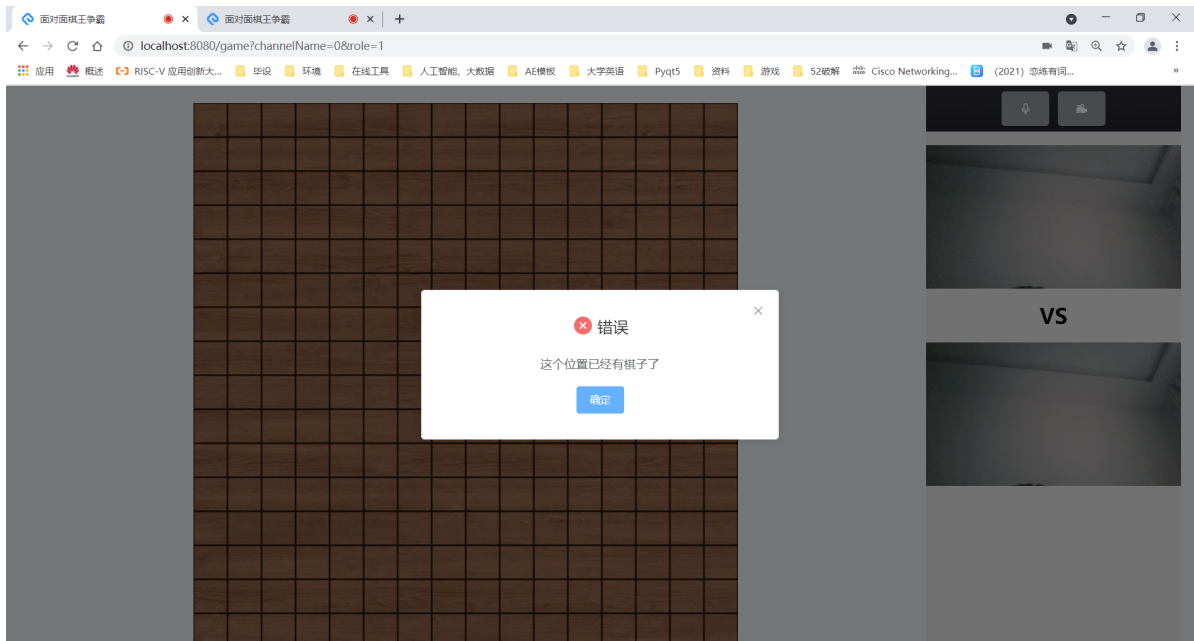 面对面棋王争霸
面对面棋王争霸
localhost:8080/game?channelName=0&role=1
应用 概述 RISC-V 应用创新大... 毕设 环境 在线工具 人工智能、大数据 AE模板 大学英语 Pyqt5 资料 游戏 52破解 Cisco Networking... (2021) 恋练有词... »
VS
错误
这个位置已经有棋子了
确定